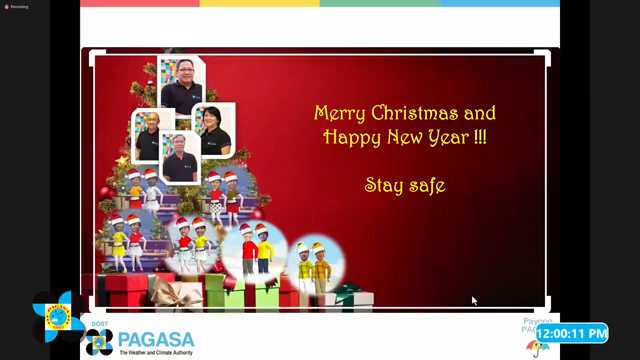 Recording
Merry Christmas and
Happy New Year !!!
Stay safe
DOST
PAGASA
The Weather and Climate Authority
Payong
12:00:11 PM